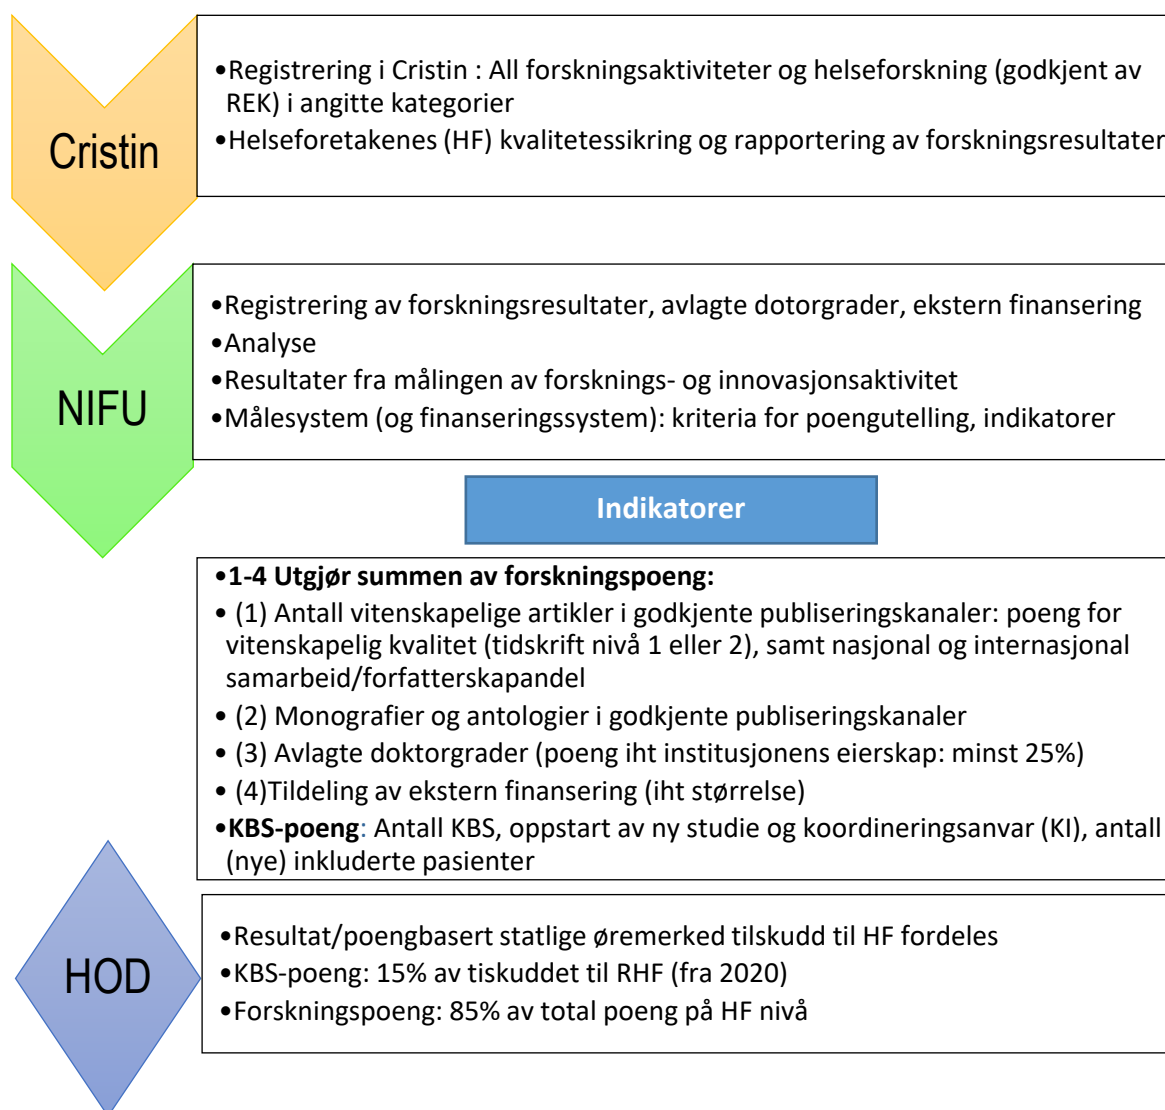 Cristin
•Registrering i Cristin : All forskningsaktiviteter og helseforskning (godkjent av
REK) i angitte kategorier
•Helseforetakenes (HF) kvalitetessikring og rapportering av forskningsresultater
NIFU
•Registrering av forskningsresultater, avlagte dotorgrader, ekstern finansering
•Analyse
•Resultater fra målingen av forsknings- og innovasjonsaktivitet
•Målesystem (og finanseringssystem): kriteria for poengutelling, indikatorer
Indikatorer
•1-4 Utgjør summen av forskningspoeng:
• (1) Antall vitenskapelige artikler i godkjente publiseringskanaler: poeng for
vitenskapelig kvalitet (tidskrift nivå 1 eller 2), samt nasjonal og internasjonal
samarbeid/forfatterskapandel
• (2) Monografier og antologier i godkjente publiseringskanaler
• (3) Avlagte doktorgrader (poeng iht institusjonens eierskap: minst 25%)
• (4)Tildeling av ekstern finansering (iht størrelse)
•KBS-poeng: Antall KBS, oppstart av ny studie og koordineringsanvar (KI), antall
(nye) inkluderte pasienter
HOD
•Resultat/poengbasert statlige øremerked tilskudd til HF fordeles
•KBS-poeng: 15% av tiskuddet til RHF (fra 2020)
•Forskningspoeng: 85% av total poeng på HF nivå